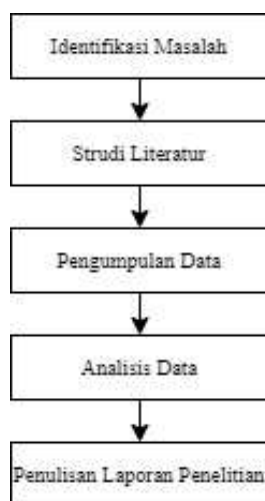 Identifikasi Masalah
Strudi Literatur
Pengumpulan Data
Analisis Data
Penulisan Laporan Penelitian